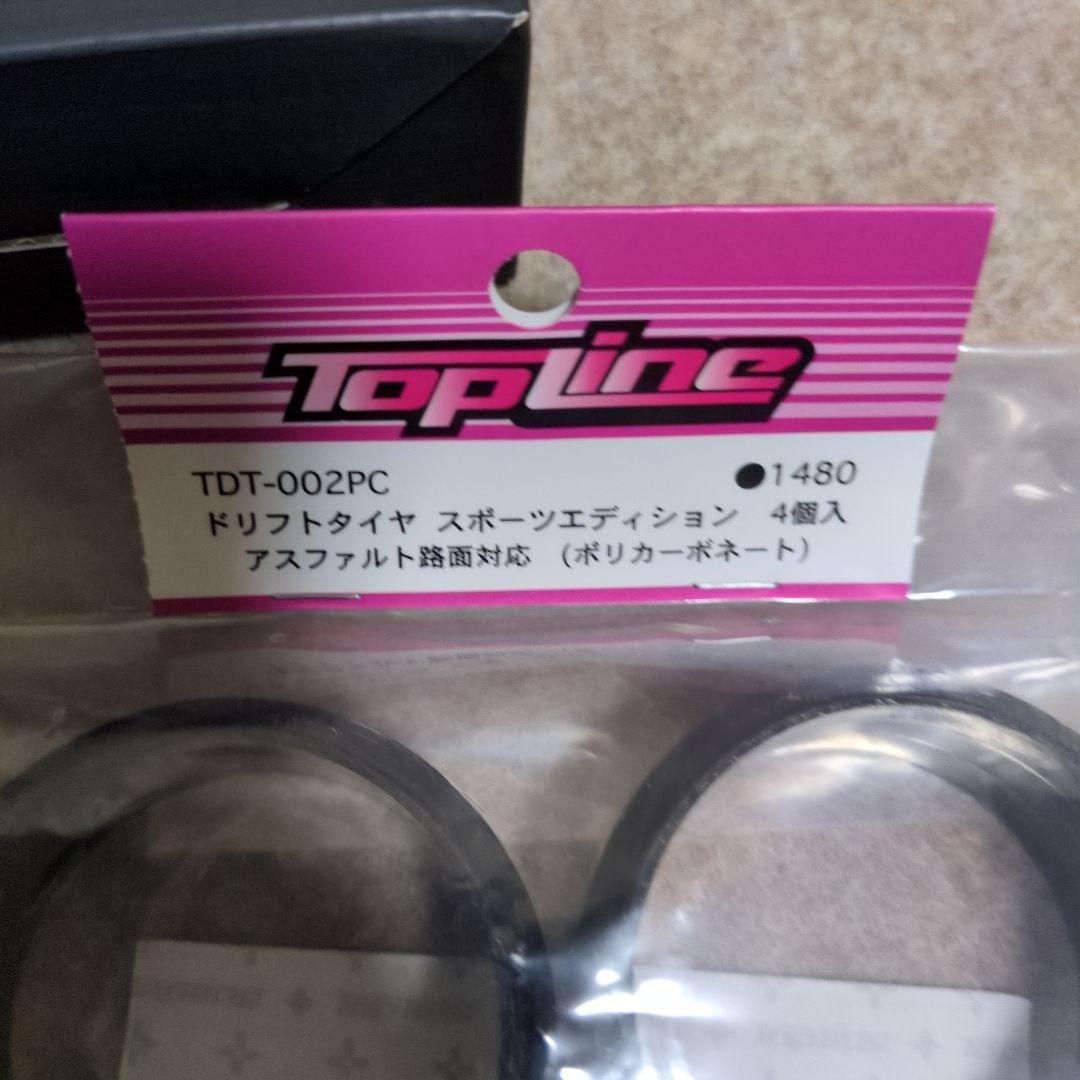 TopLine
TDT-002PC ●1480
ドリフトタイヤ スポーツエディション 4個入
アスファルト路面対応 (ポリカーボネート)